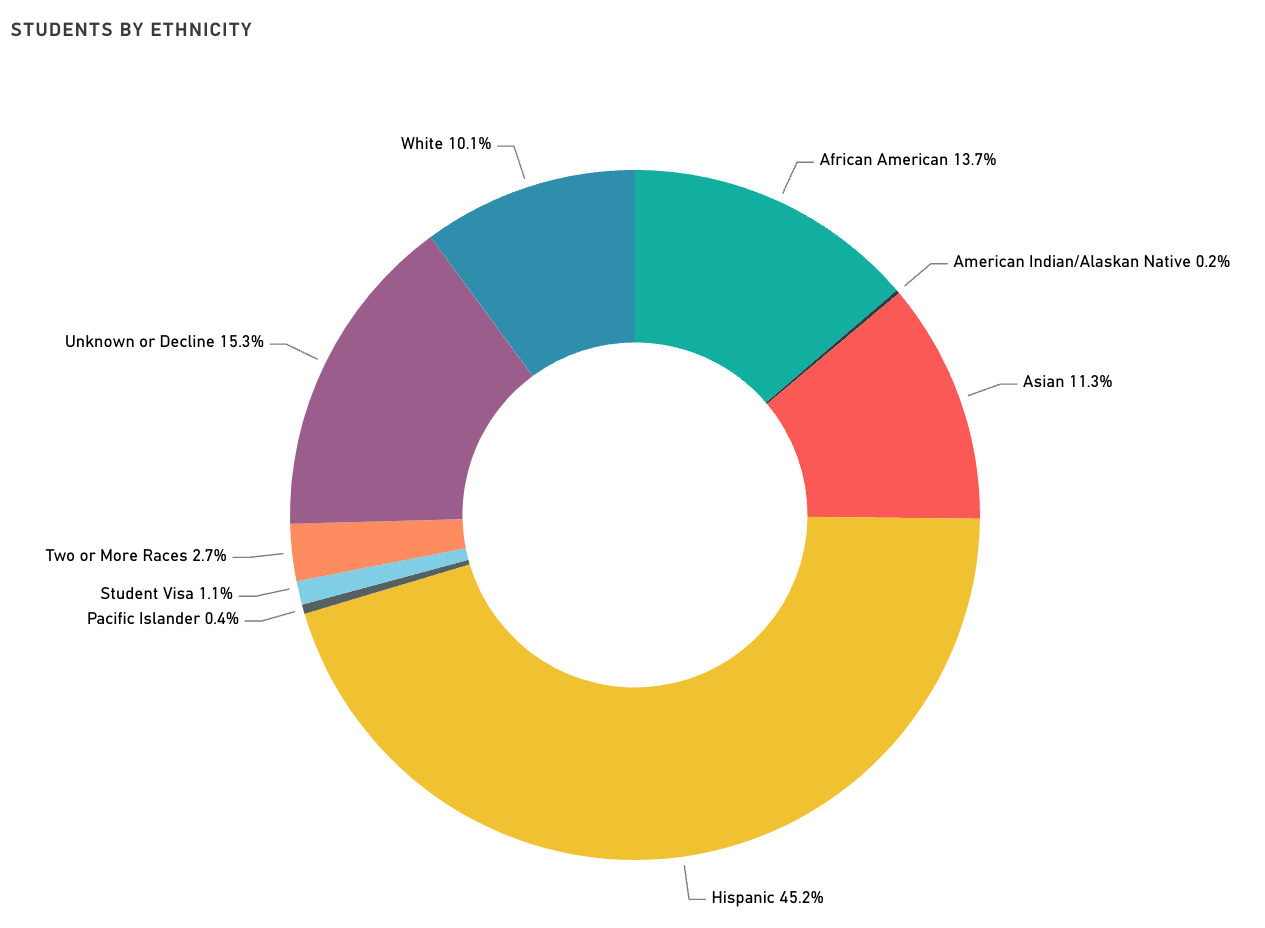 STUDENTS BY ETHNICITY
White 10.1%
African American 13.7%
American Indian/Alaskan Native 0.2%
Unknown or Decline 15.3%
Asian 11.3%
Two or More Races 2.7%
Student Visa 1.1%
Pacific Islander 0.4%
Hispanic 45.2%